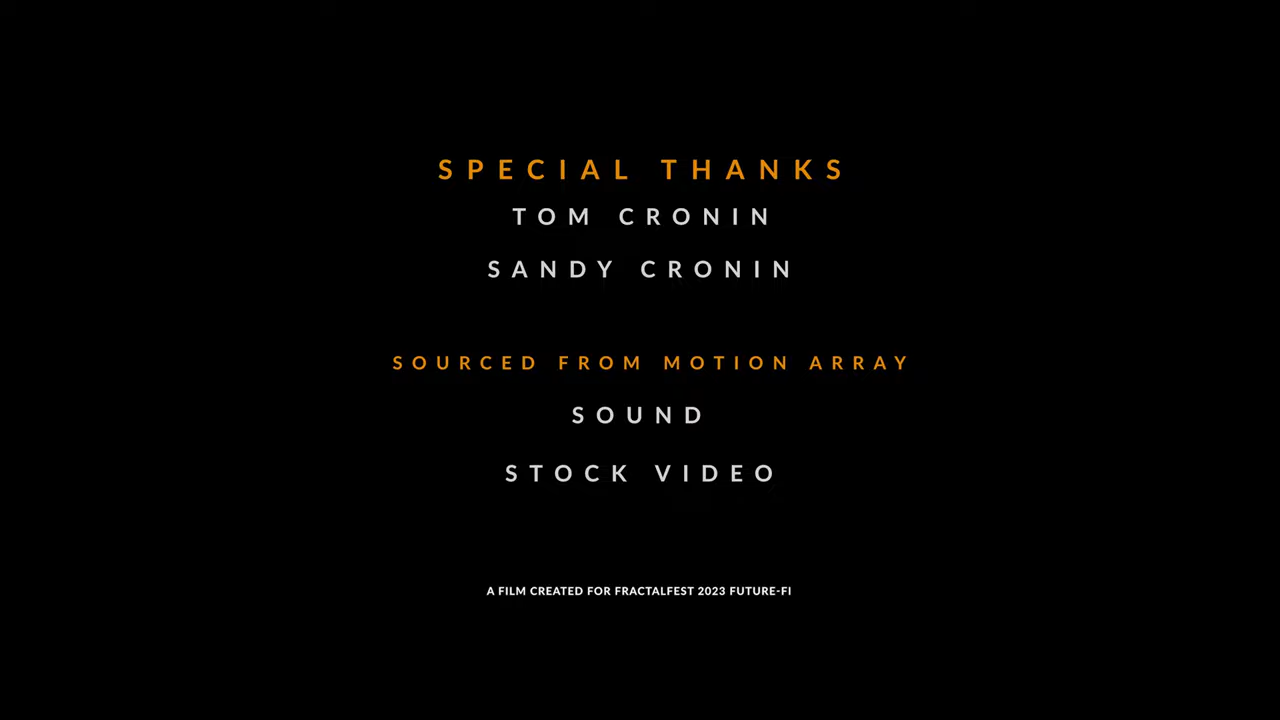 SPECIAL THANKS
TOM CRONIN
SANDY CRONIN
SOURCED FROM MOTION ARRAY
SOUND
STOCK VIDEO
A FILM CREATED FOR FRACTALFEST 2023 FUTURE-FI